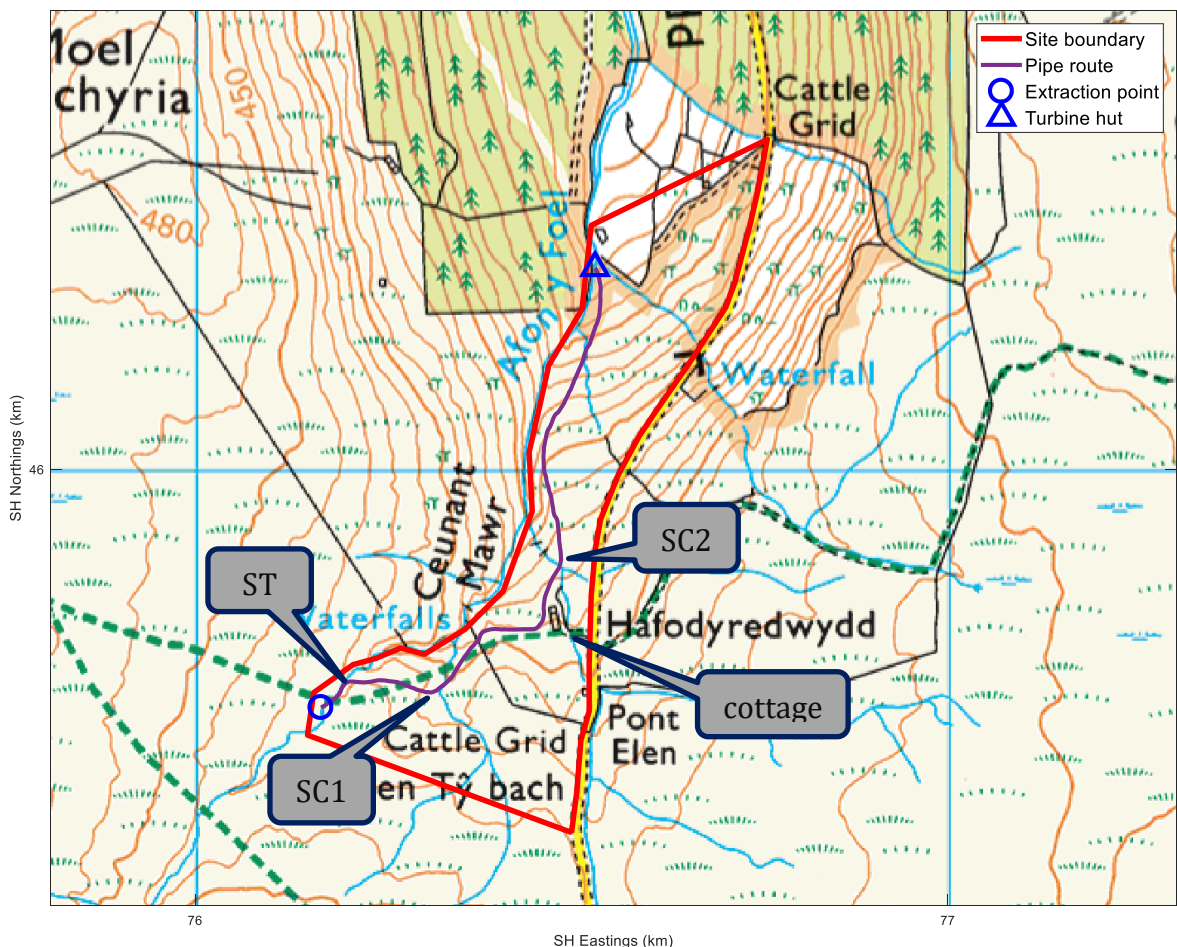 Moel
chyria
450
480
Pl
Cattle
Grid
Site boundary
Pipe route
Extraction point
Turbine hut
Afon y Foel
Waterfall
Ceunant
Mawr
SC2
ST
Waterfalls
Hafodyredwydd
cottage
Pont
Elen
Cattle Grid
SC1
en Tŷ bach
46
76
77
SH Northings (km)
SH Eastings (km)